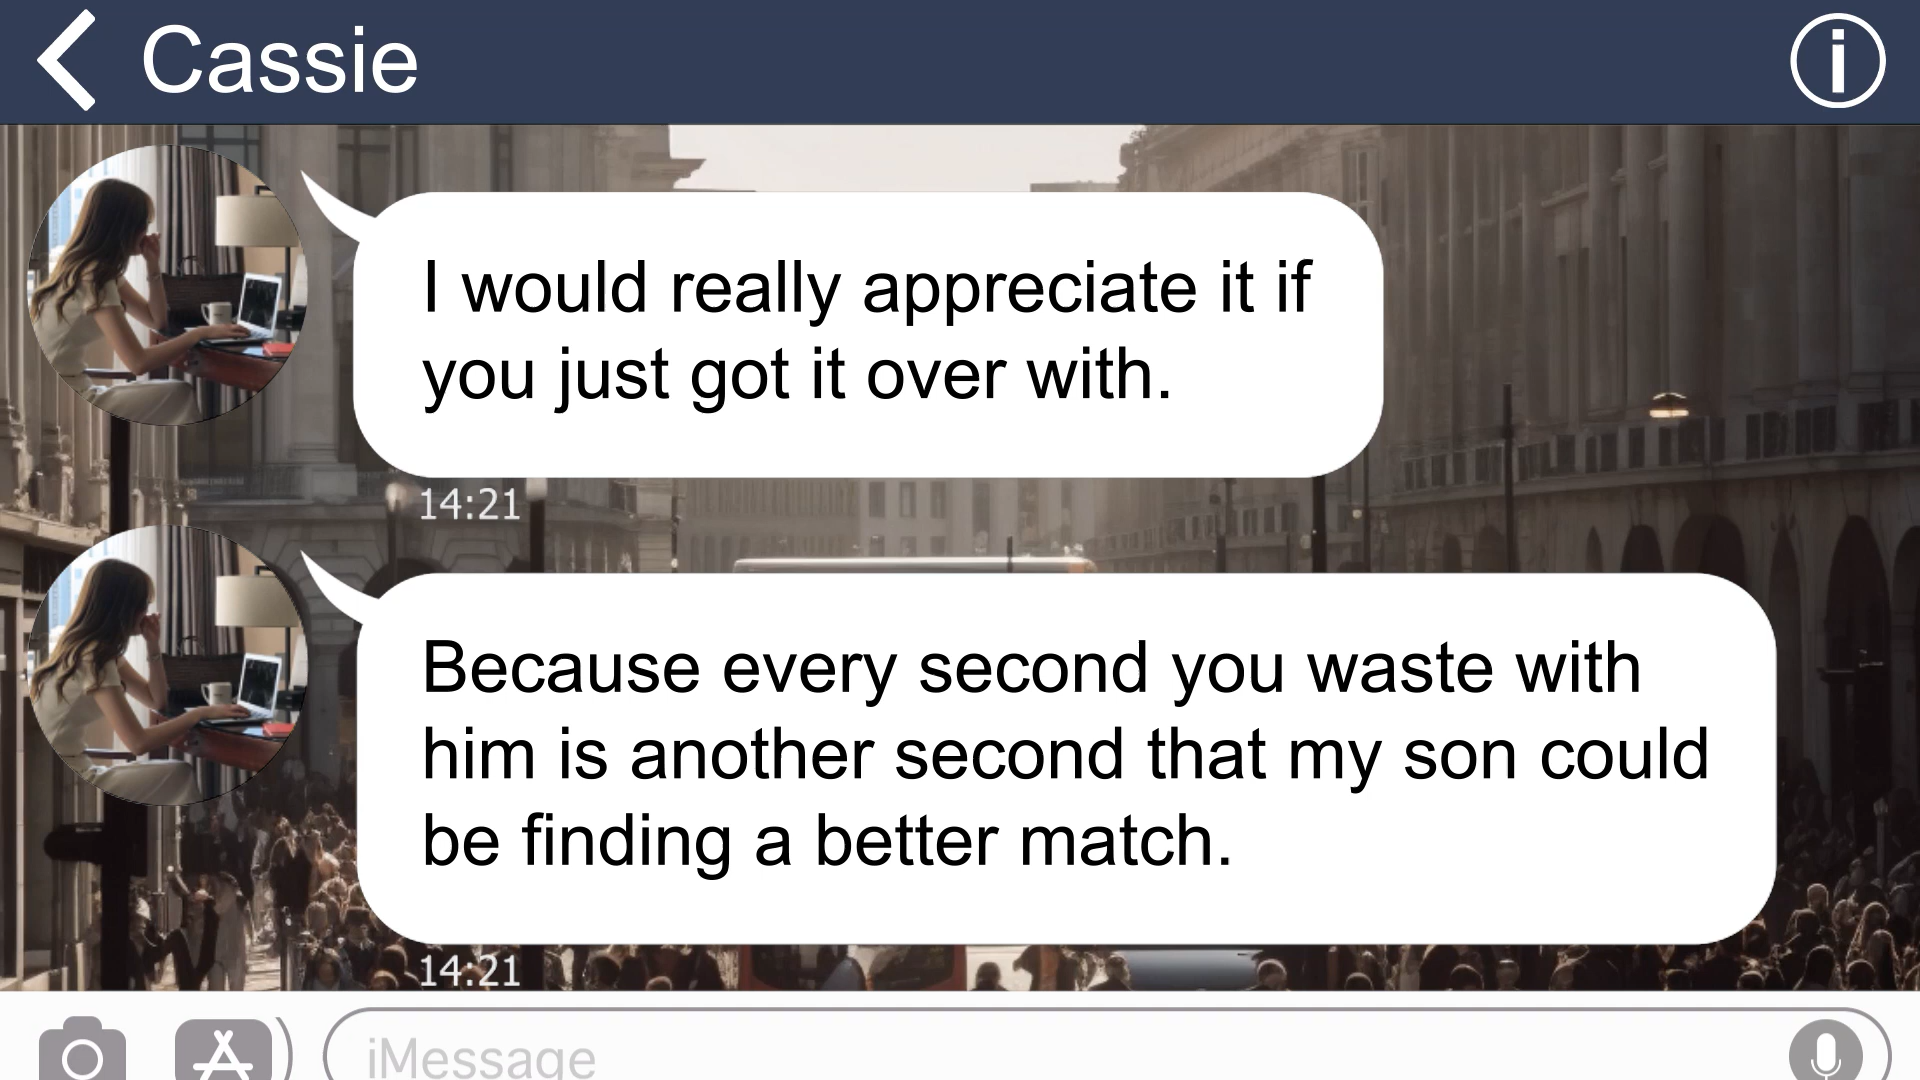 Cassie
I would really appreciate it if
you just got it over with.
14:21
Because every second you waste with
him is another second that my son could
be finding a better match.
14:21
iMessage